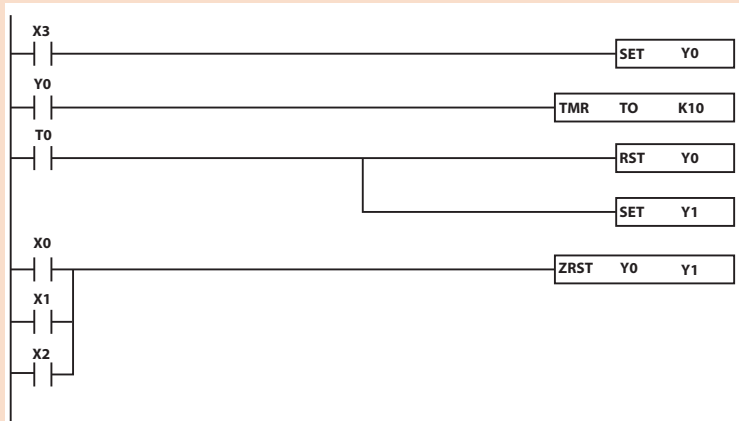 X3
SET Y0
Y0
TMR TO K10
T0
RST Y0
SET Y1
X0
ZRST Y0 Y1
X1
X2